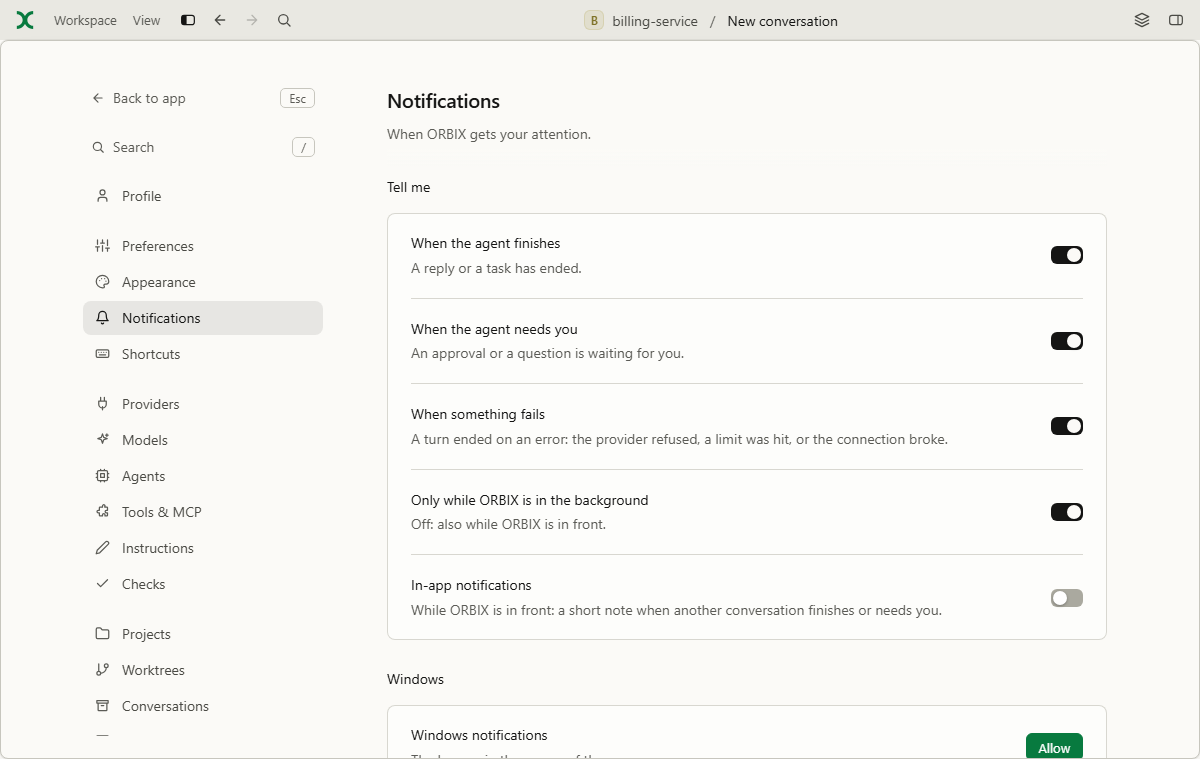 Workspace View
B billing-service / New conversation
Back to app Esc
Search /
Profile
Preferences
Appearance
Notifications
Shortcuts
Providers
Models
Agents
Tools & MCP
Instructions
Checks
Projects
Worktrees
Conversations
Notifications
When ORBIX gets your attention.
Tell me
When the agent finishes
A reply or a task has ended.
When the agent needs you
An approval or a question is waiting for you.
When something fails
A turn ended on an error: the provider refused, a limit was hit, or the connection broke.
Only while ORBIX is in the background
Off: also while ORBIX is in front.
In-app notifications
While ORBIX is in front: a short note when another conversation finishes or needs you.
Windows
Windows notifications
Allow